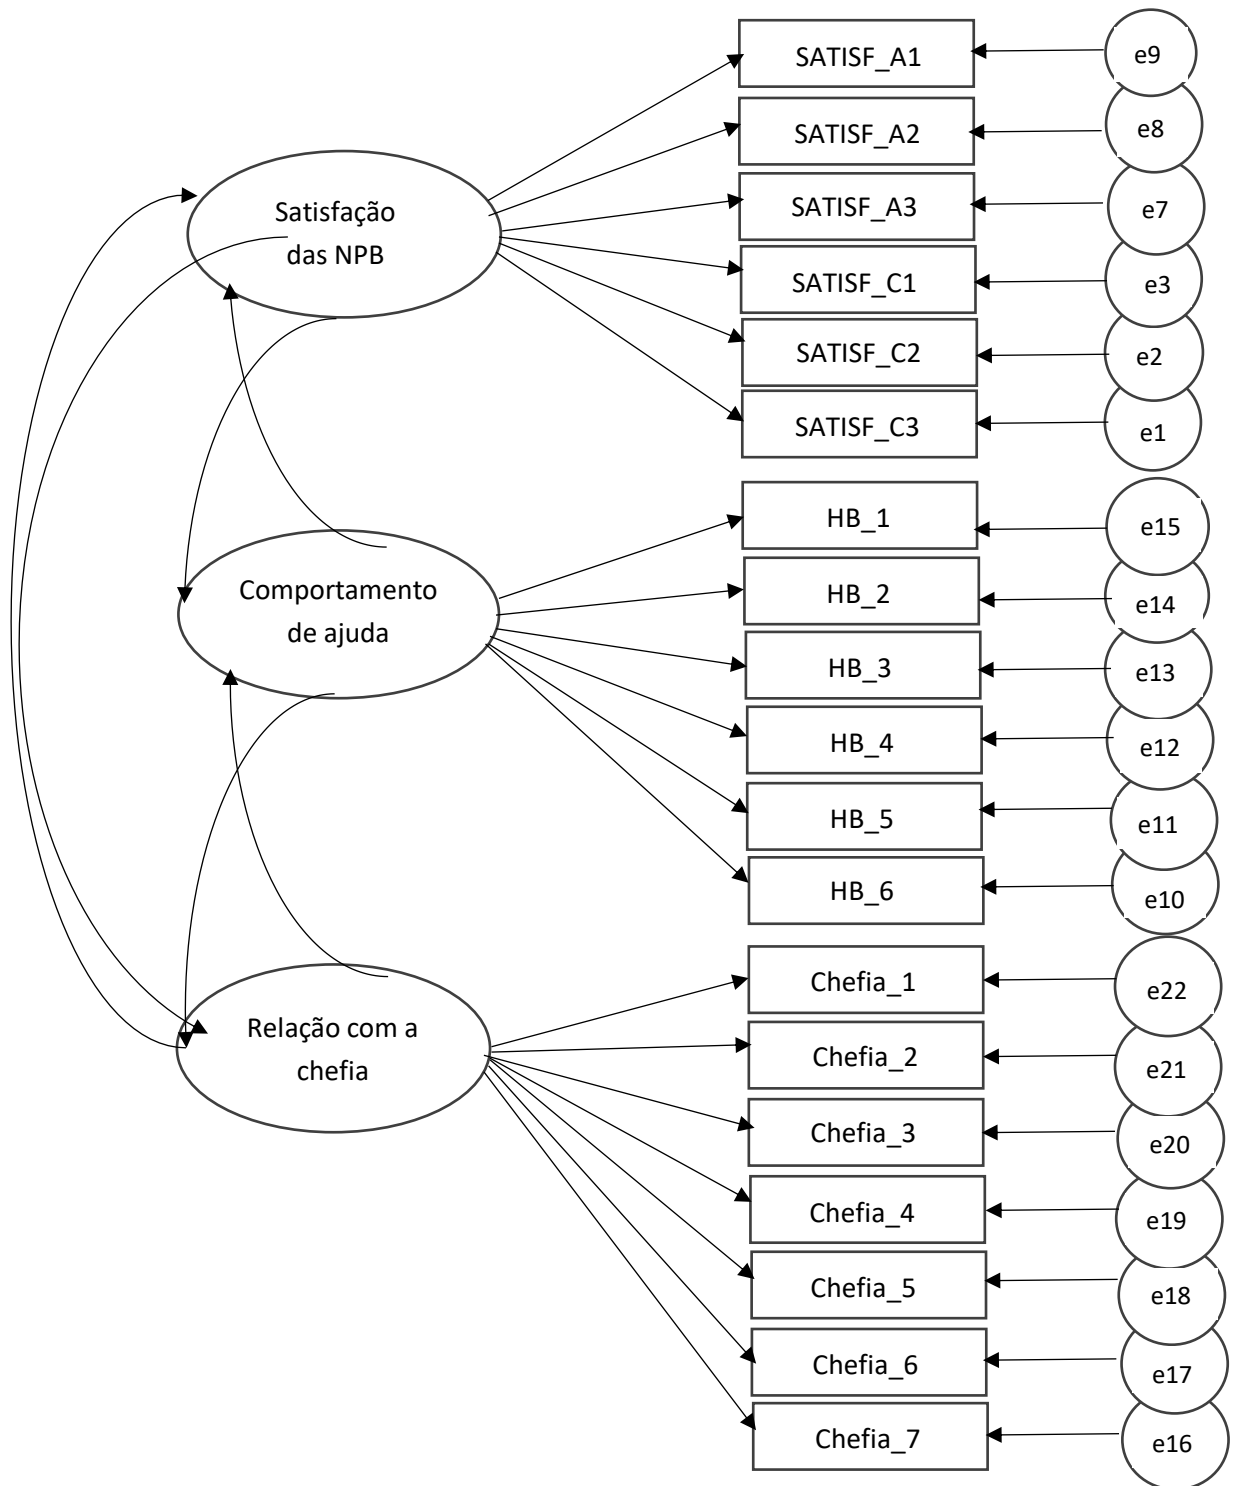 SATISF_A1
e9
SATISF_A2
e8
SATISF_A3
e7
SATISF_C1
e3
SATISF_C2
e2
SATISF_C3
e1
Satisfação
das NPB
HB_1
e15
HB_2
e14
HB_3
e13
HB_4
e12
HB_5
e11
HB_6
e10
Comportamento
de ajuda
Chefia_1
e22
Chefia_2
e21
Chefia_3
e20
Chefia_4
e19
Chefia_5
e18
Chefia_6
e17
Chefia_7
e16
Relação com a
chefia